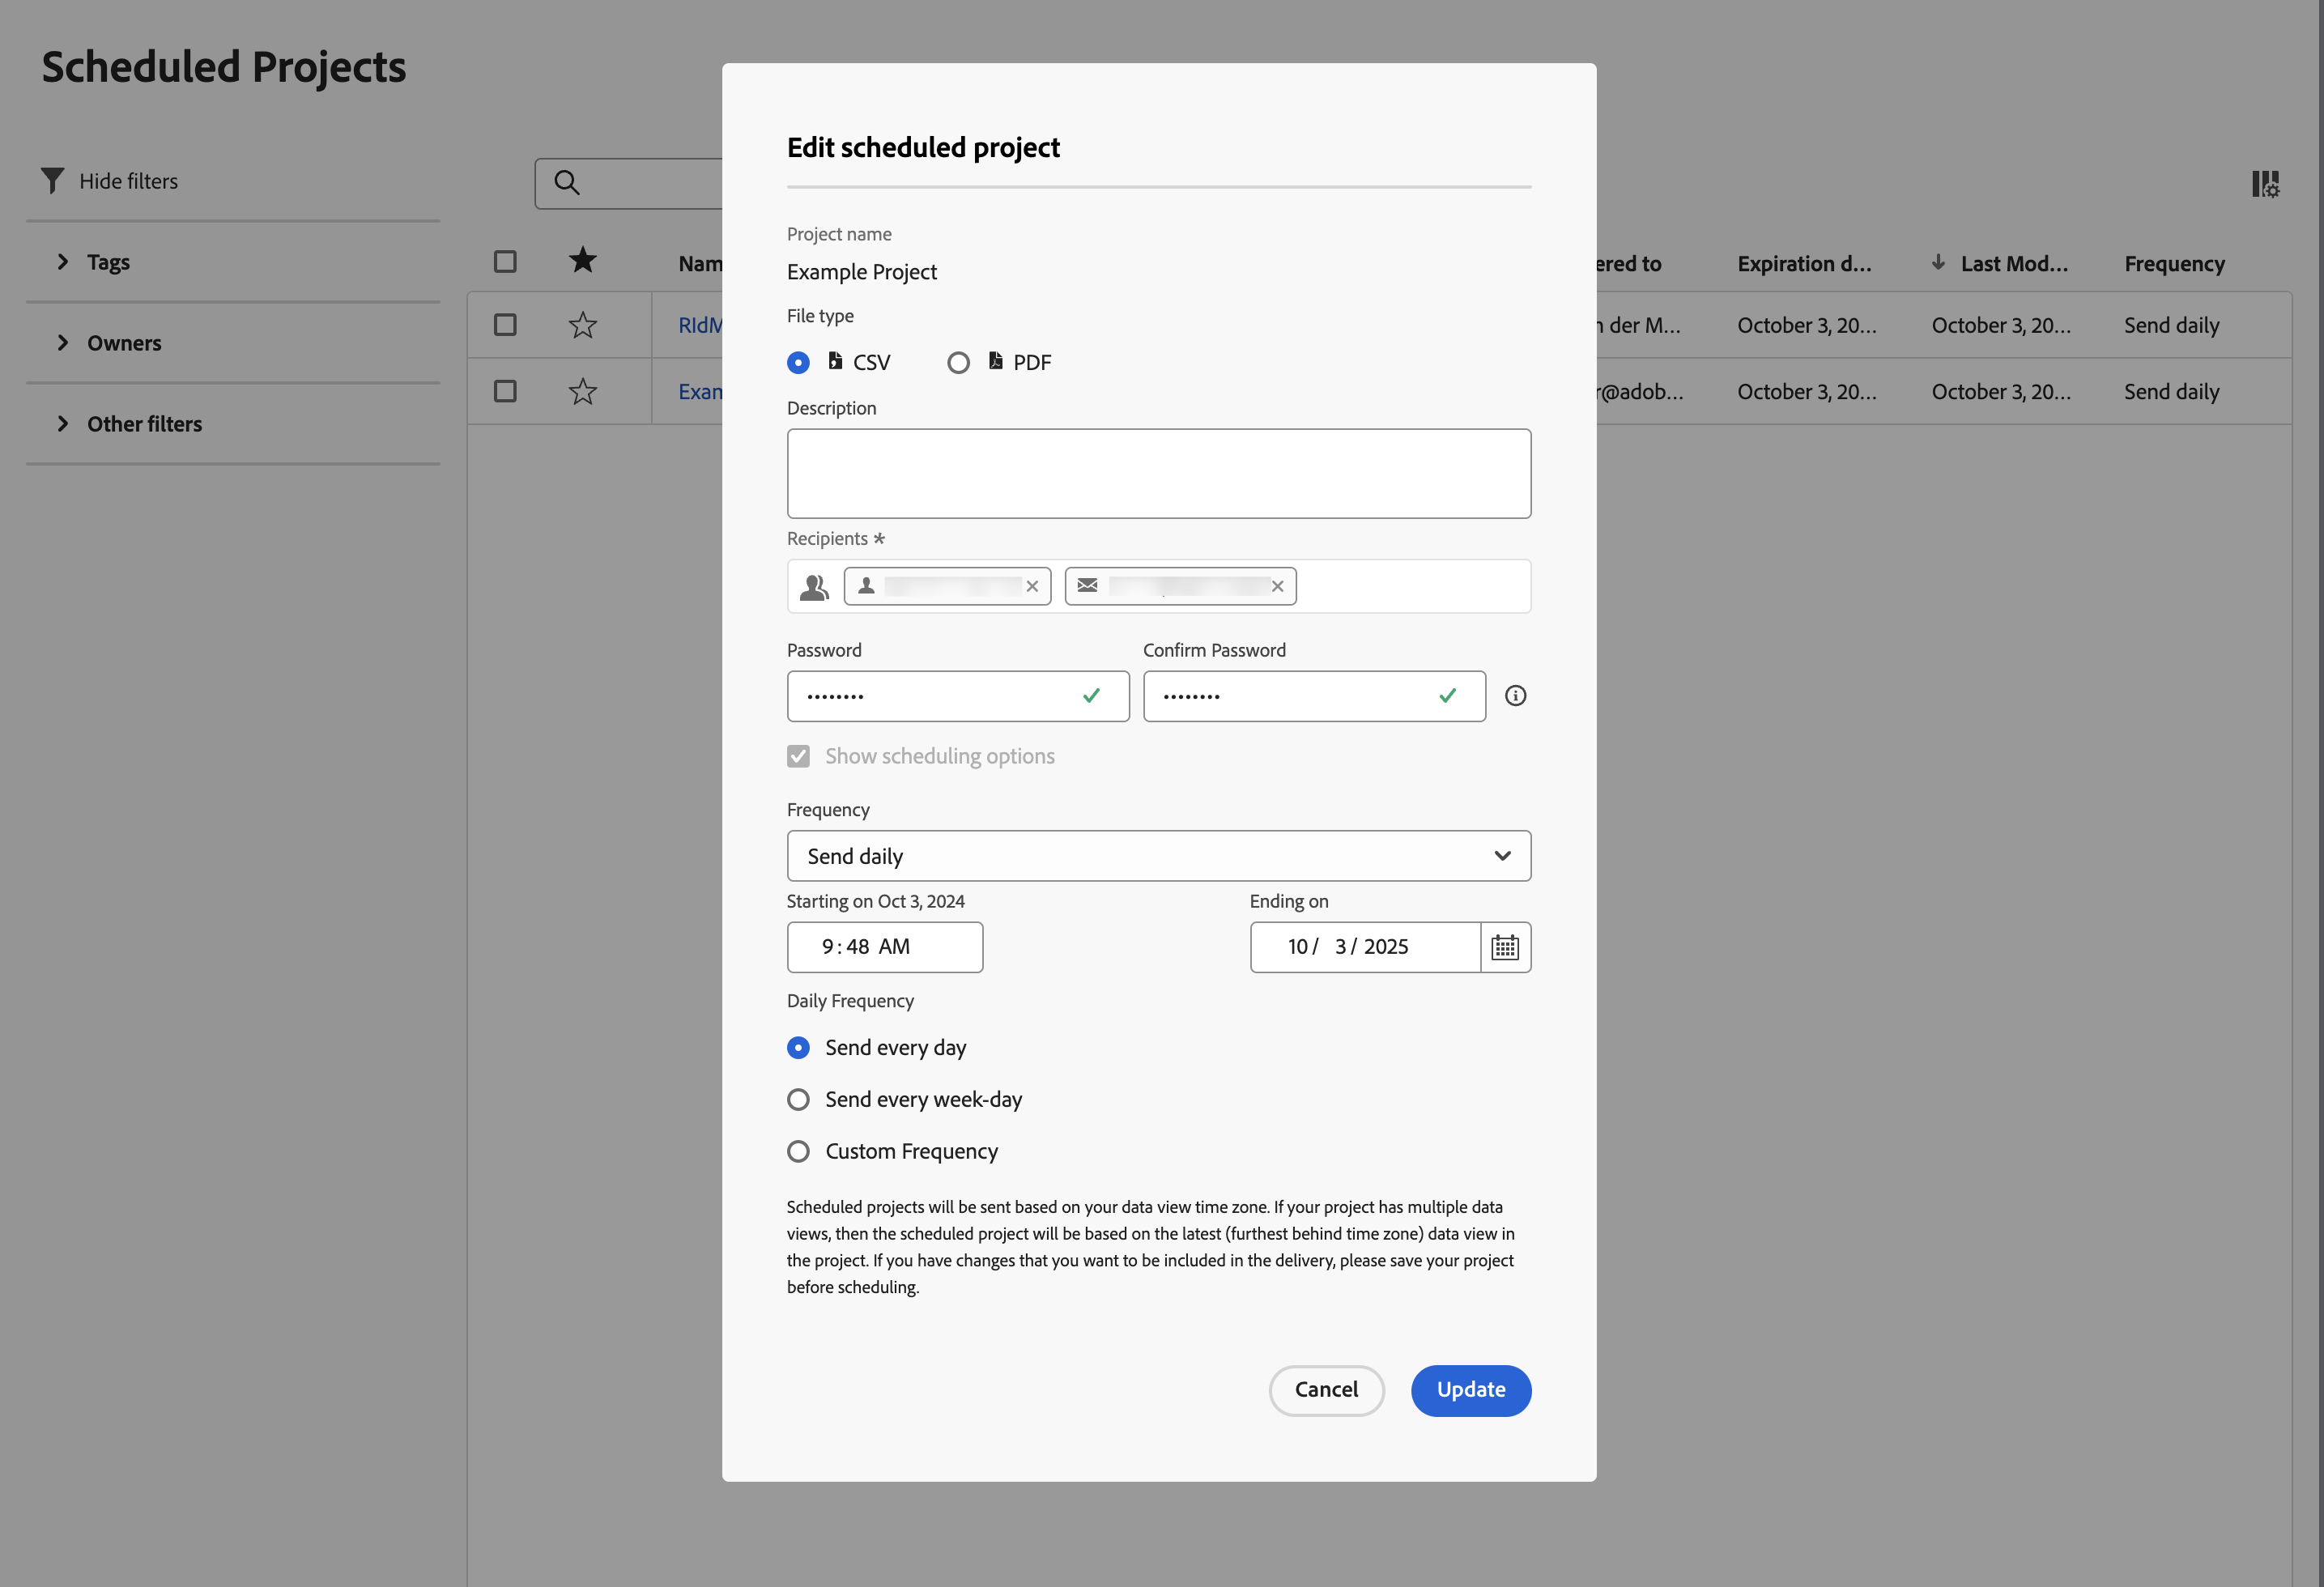 Scheduled Projects
Hide filters
Tags
Owners
Other filters
Nam
ered to
Expiration d...
Last Mod...
Frequency
RIdM
n der M...
October 3, 20...
October 3, 20...
Send daily
Exam
r@adob...
October 3, 20...
October 3, 20...
Send daily
Edit scheduled project
Project name
Example Project
File type
CSV
PDF
Description
Recipients *
Password
Confirm Password
••••••••
••••••••
Show scheduling options
Frequency
Send daily
Starting on Oct 3, 2024
Ending on
9:48 AM
10/ 3/ 2025
Daily Frequency
Send every day
Send every week-day
Custom Frequency
Scheduled projects will be sent based on your data view time zone. If your project has multiple data
views, then the scheduled project will be based on the latest (furthest behind time zone) data view in
the project. If you have changes that you want to be included in the delivery, please save your project
before scheduling.
Cancel
Update